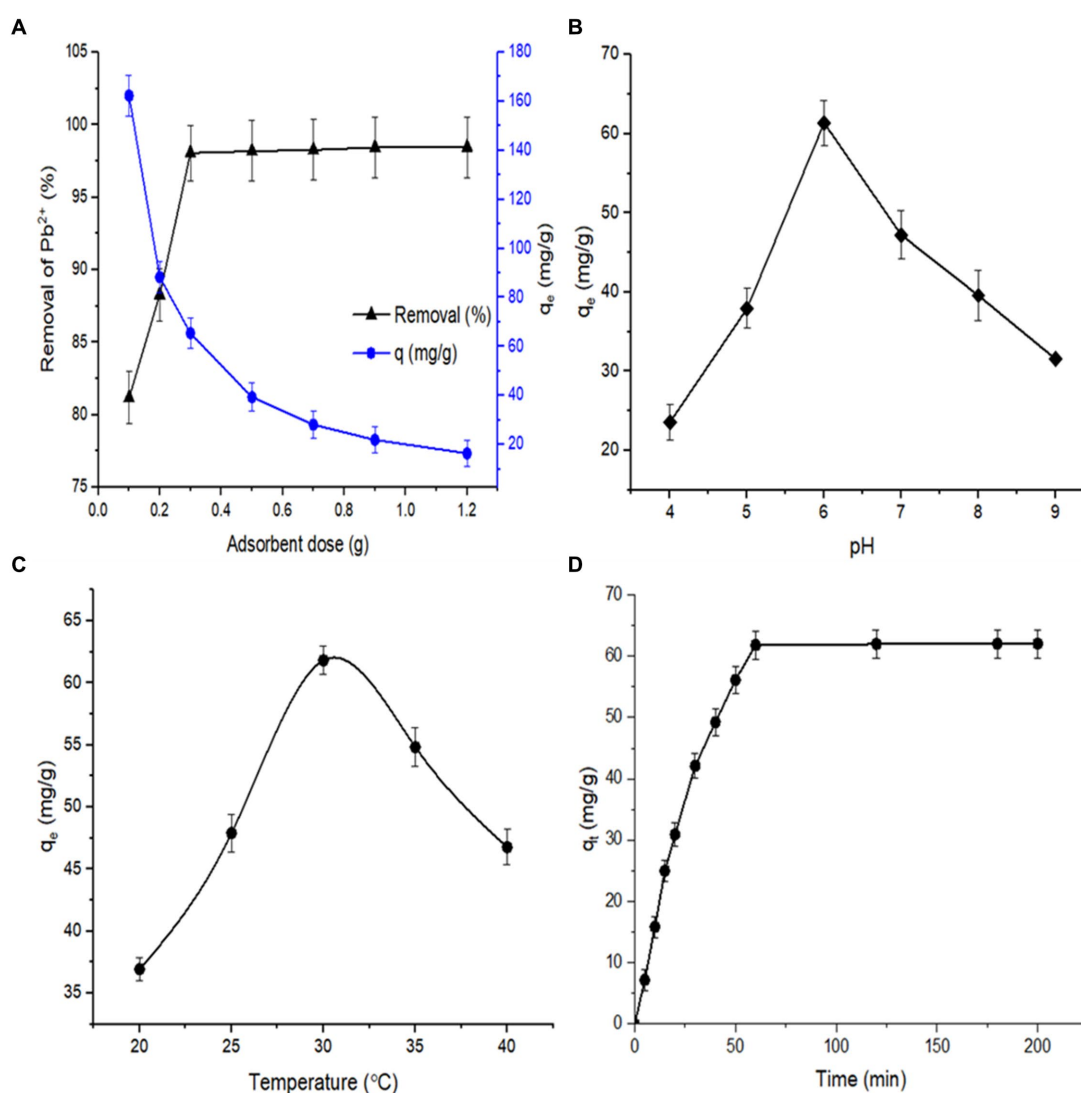 A
Removal of Pb²⁺ (%)
105
100
95
90
85
80
75
180
160
140
120
100
80
60
40
20
qₑ (mg/g)
Removal (%)
q (mg/g)
0.0 0.2 0.4 0.6 0.8 1.0 1.2
Adsorbent dose (g)
B
qₑ (mg/g)
70
60
50
40
30
20
4 5 6 7 8 9
pH
C
qₑ (mg/g)
65
60
55
50
45
40
35
20 25 30 35 40
Temperature (°C)
D
qₜ (mg/g)
70
60
50
40
30
20
10
0
0 50 100 150 200
Time (min)